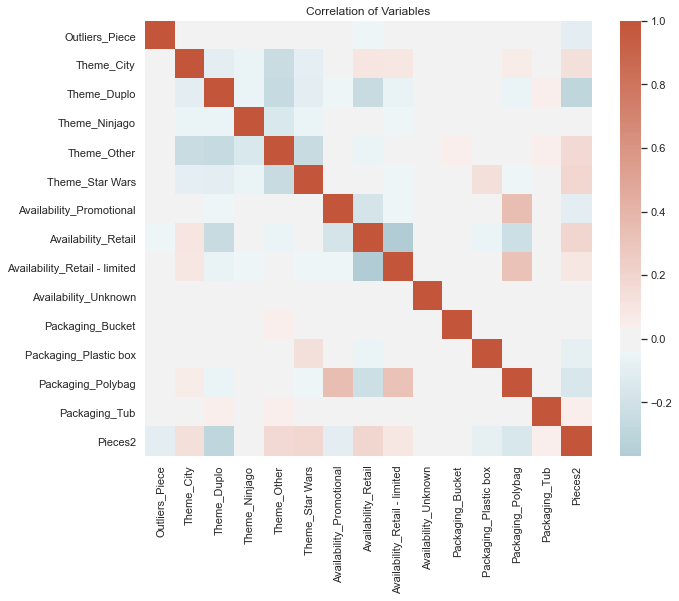 Correlation of Variables
Outliers_Piece
Theme_City
Theme_Duplo
Theme_Ninjago
Theme_Other
Theme_Star Wars
Availability_Promotional
Availability_Retail
Availability_Retail - limited
Availability_Unknown
Packaging_Bucket
Packaging_Plastic box
Packaging_Polybag
Packaging_Tub
Pieces2
Outliers_Piece
Theme_City
Theme_Duplo
Theme_Ninjago
Theme_Other
Theme_Star Wars
Availability_Promotional
Availability_Retail
Availability_Retail - limited
Availability_Unknown
Packaging_Bucket
Packaging_Plastic box
Packaging_Polybag
Packaging_Tub
Pieces2
1.0
0.8
0.6
0.4
0.2
0.0
−0.2